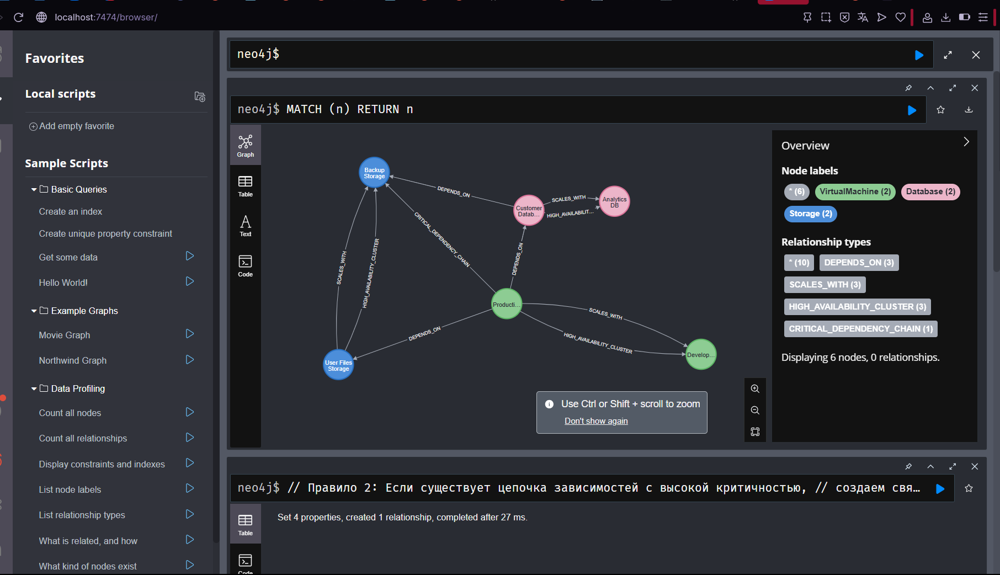 localhost:7474/browser/
Favorites
Local scripts
Add empty favorite
Sample Scripts
Basic Queries
Create an index
Create unique property constraint
Get some data
Hello World!
Example Graphs
Movie Graph
Northwind Graph
Data Profiling
Count all nodes
Count all relationships
Display constraints and indexes
List node labels
List relationship types
What is related, and how
What kind of nodes exist
neo4j$
neo4j$ MATCH (n) RETURN n
Graph
Table
Text
Code
Backup
Storage
DEPENDS_ON
Customer
Datab...
SCALES_WITH
HIGH_AVAILABILIT...
Analytics
DB
CRITICAL_DEPENDENCY_CHAIN
SCALES_WITH
HIGH_AVAILABILITY_CLUSTER
DEPENDS_ON
Producti...
SCALES_WITH
DEPENDS_ON
HIGH_AVAILABILITY_CLUSTER
Develop...
User Files
Storage
Use Ctrl or Shift + scroll to zoom
Don't show again
Overview
Node labels
* (6)
VirtualMachine (2)
Database (2)
Storage (2)
Relationship types
* (10)
DEPENDS_ON (3)
SCALES_WITH (3)
HIGH_AVAILABILITY_CLUSTER (3)
CRITICAL_DEPENDENCY_CHAIN (1)
Displaying 6 nodes, 0 relationships.
neo4j$ // Правило 2: Если существует цепочка зависимостей с высокой критичностью, // создаем свя...
Table
Set 4 properties, created 1 relationship, completed after 27 ms.
Code